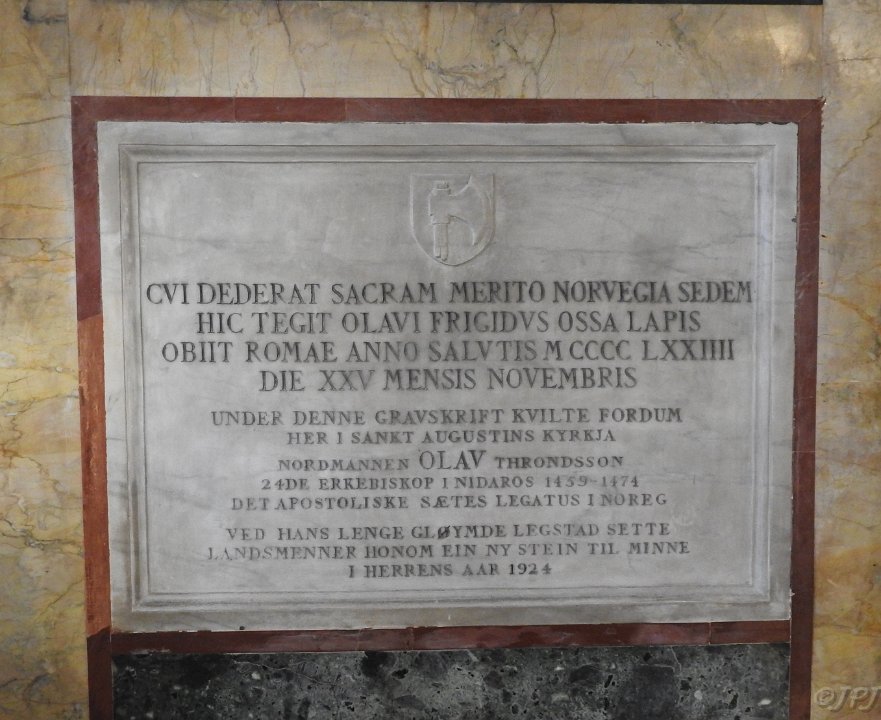 CVI DEDERAT SACRAM MERITO NORVEGIA SEDEM
HIC TEGIT OLAVI FRIGIDVS OSSA LAPIS
OBIIT ROMAE ANNO SALVTIS M CCCC LXXIIII
DIE XXV MENSIS NOVEMBRIS
UNDER DENNE GRAVSKRIFT KVILTE FORDUM
HER I SANKT AUGUSTINS KYRKJA
NORDMANNEN OLAV THRONDSSON
24DE ERKEBISKOP I NIDAROS 1459-1474
DET APOSTOLISKE SÆTES LEGATUS I NOREG
VED HANS LENGE GLØYMDE LEGSTAD SETTE
LANDSMENNER HONOM EIN NY STEIN TIL MINNE
I HERRENS AAR 1924
©JPJ